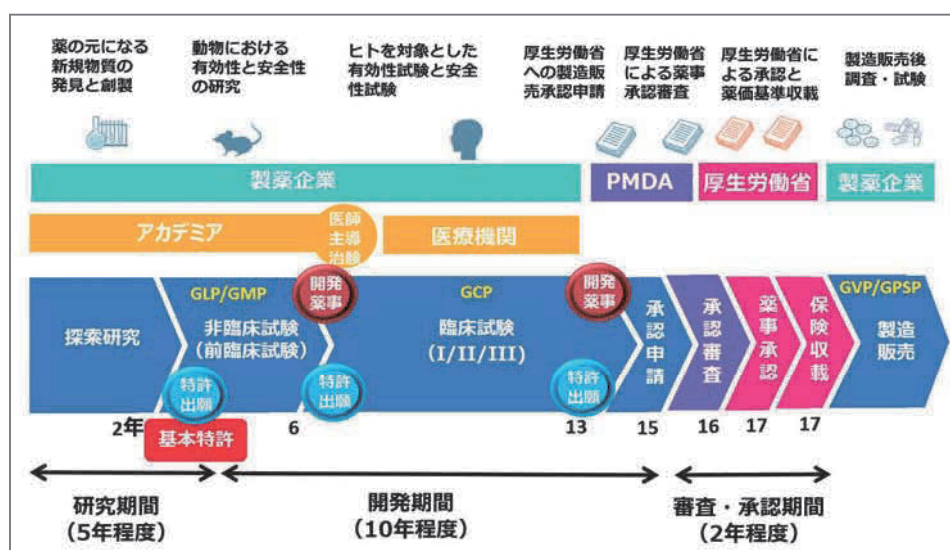 薬の元になる
新規物質の
発見と創製
動物における
有効性と安全性
の研究
ヒトを対象とした
有効性試験と安全
性試験
厚生労働省
への製造販
売承認申請
厚生労働省
による薬事
承認審査
厚生労働省に
よる承認と
薬価基準収載
製造販売後
調査・試験
製薬企業
PMDA
厚生労働省
製薬企業
アカデミア
医師
主導
治験
医療機関
探索研究
GLP/GMP
非臨床試験
(前臨床試験)
開発
薬事
GCP
臨床試験
(I/II/III)
開発
薬事
承認申請
承認審査
薬事承認
保険収載
GVP/GPSP
製造
販売
特許
出願
特許
出願
特許
出願
2年
基本特許
6
13
15
16
17
17
研究期間
(5年程度)
開発期間
(10年程度)
審査・承認期間
(2年程度)